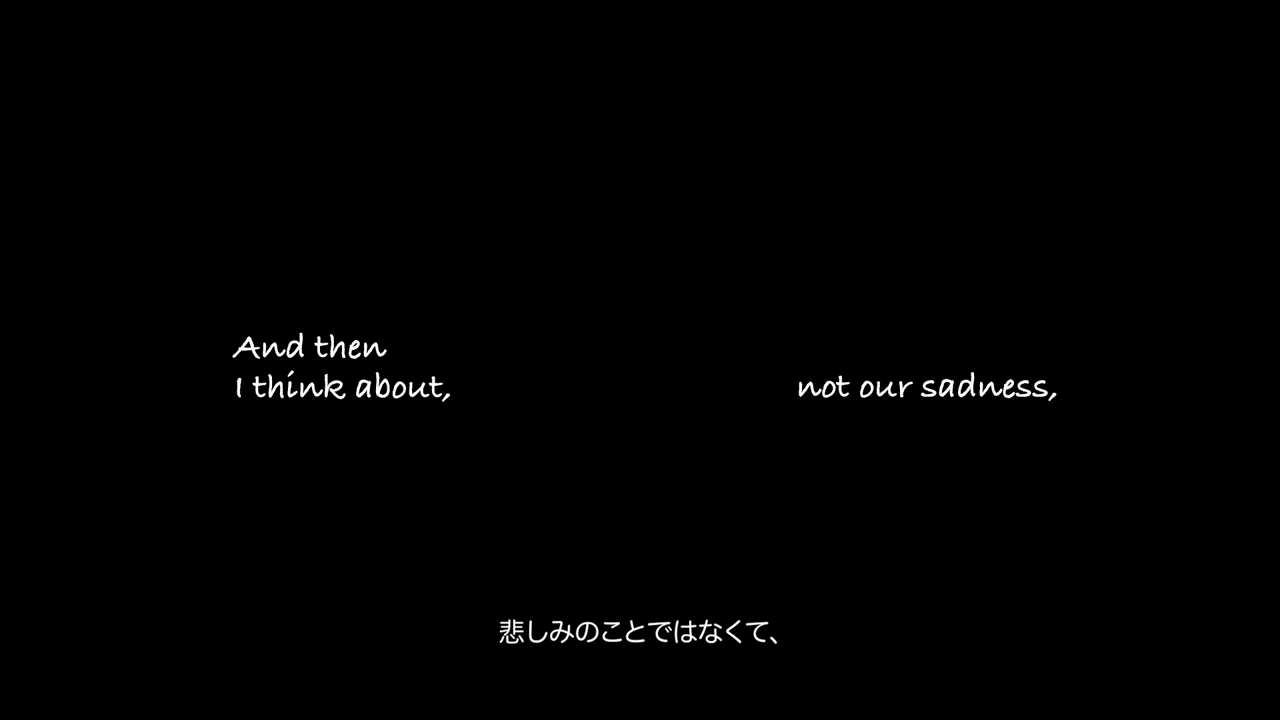 And then
I think about,
not our sadness,
悲しみのことではなくて、